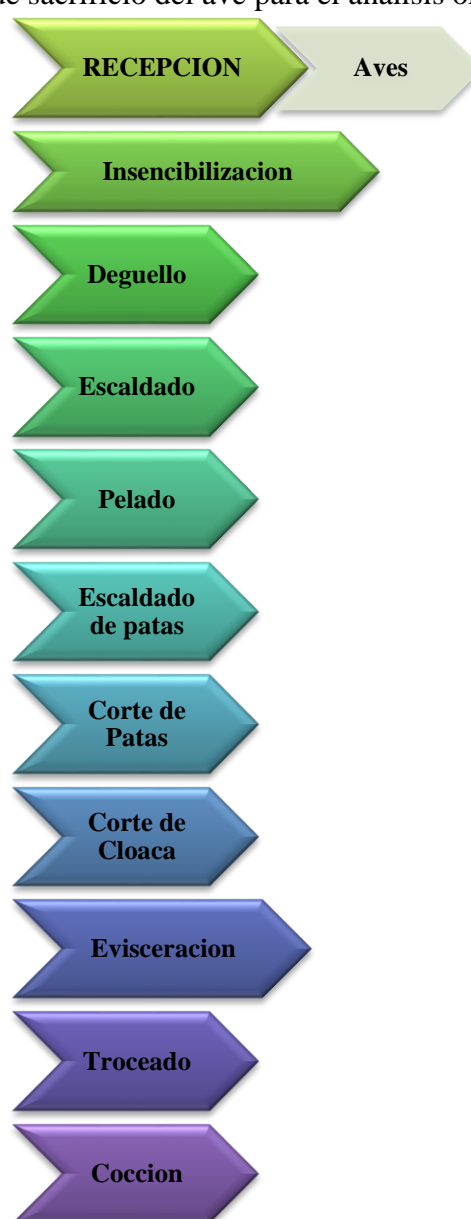 de sacrificio del ave para el análisis
RECEPCION Aves
Insencibilizacion
Deguello
Escaldado
Pelado
Escaldado
de patas
Corte de
Patas
Corte de
Cloaca
Evisceracion
Troceado
Coccion